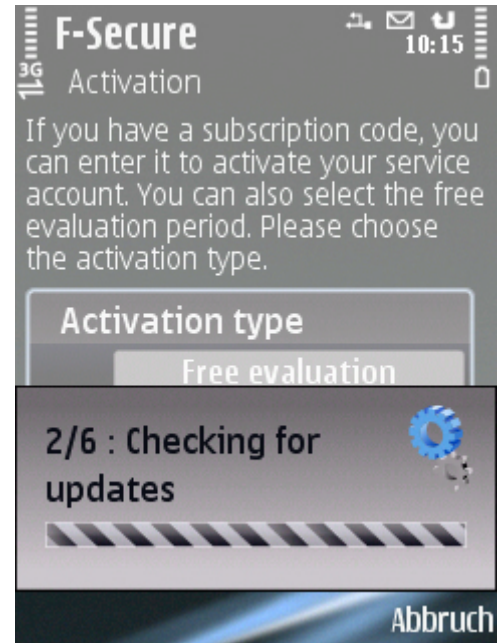 F-Secure
10:15
3G
Activation
If you have a subscription code, you
can enter it to activate your service
account. You can also select the free
evaluation period. Please choose
the activation type.
Activation type
Free evaluation
2/6 : Checking for
updates
Abbruch